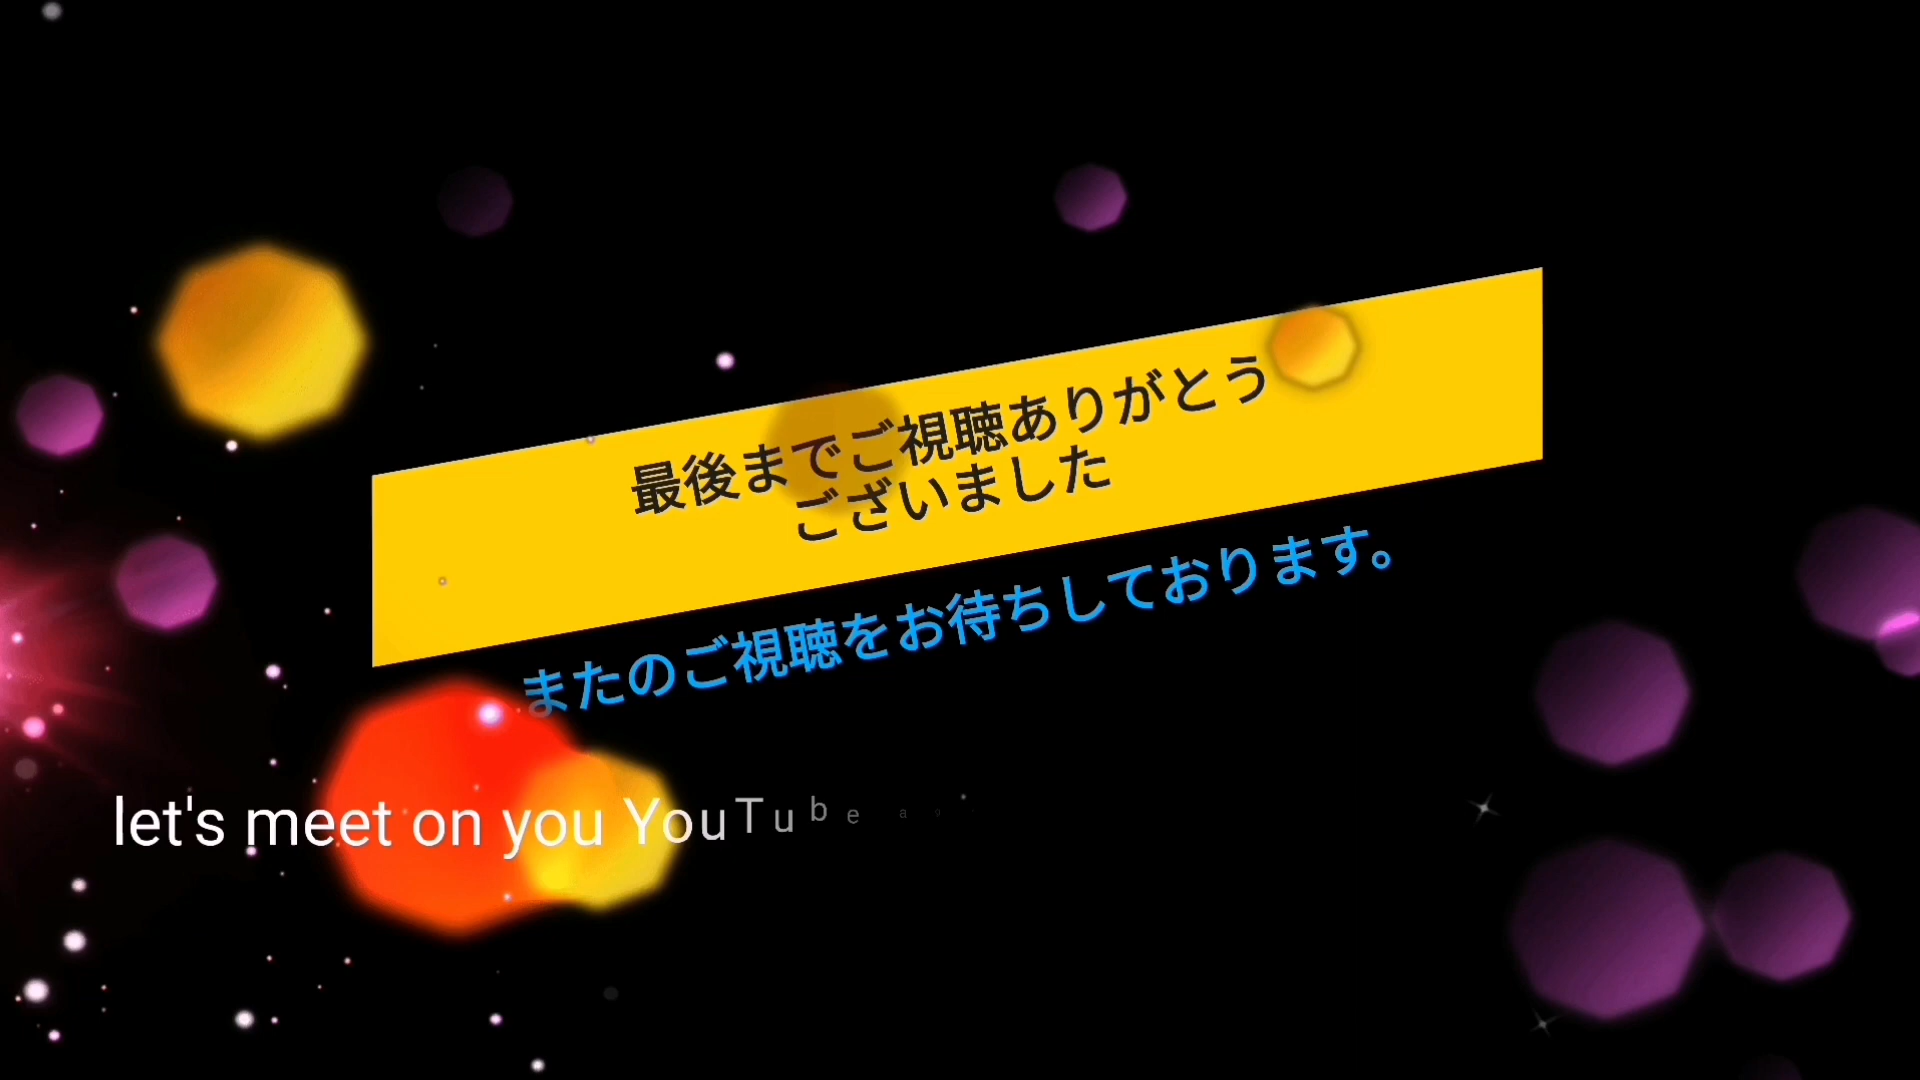 最後までご視聴ありがとう
ございました
またのご視聴をお待ちしております。
let's meet on you YouTube